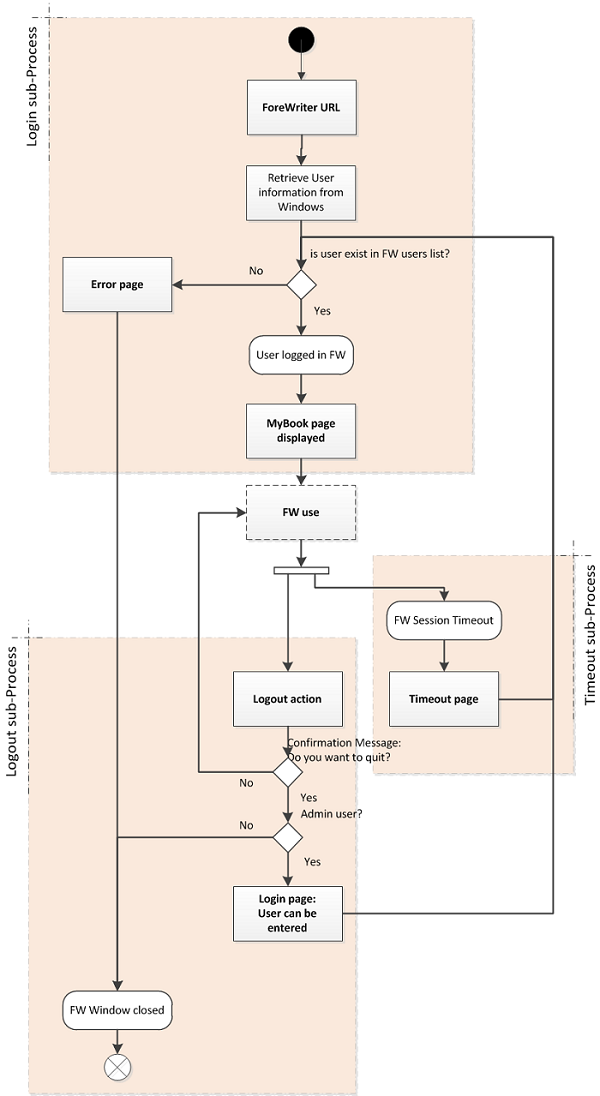 Login sub-Process
ForeWriter URL
Retrieve User
information from
Windows
is user exist in FW users list?
No
Error page
Yes
User logged in FW
MyBook page
displayed
FW use
Timeout sub-Process
FW Session Timeout
Timeout page
Logout sub-Process
Logout action
Confirmation Message:
Do you want to quit?
No
Yes
Admin user?
No
Yes
Login page:
User can be
entered
FW Window closed